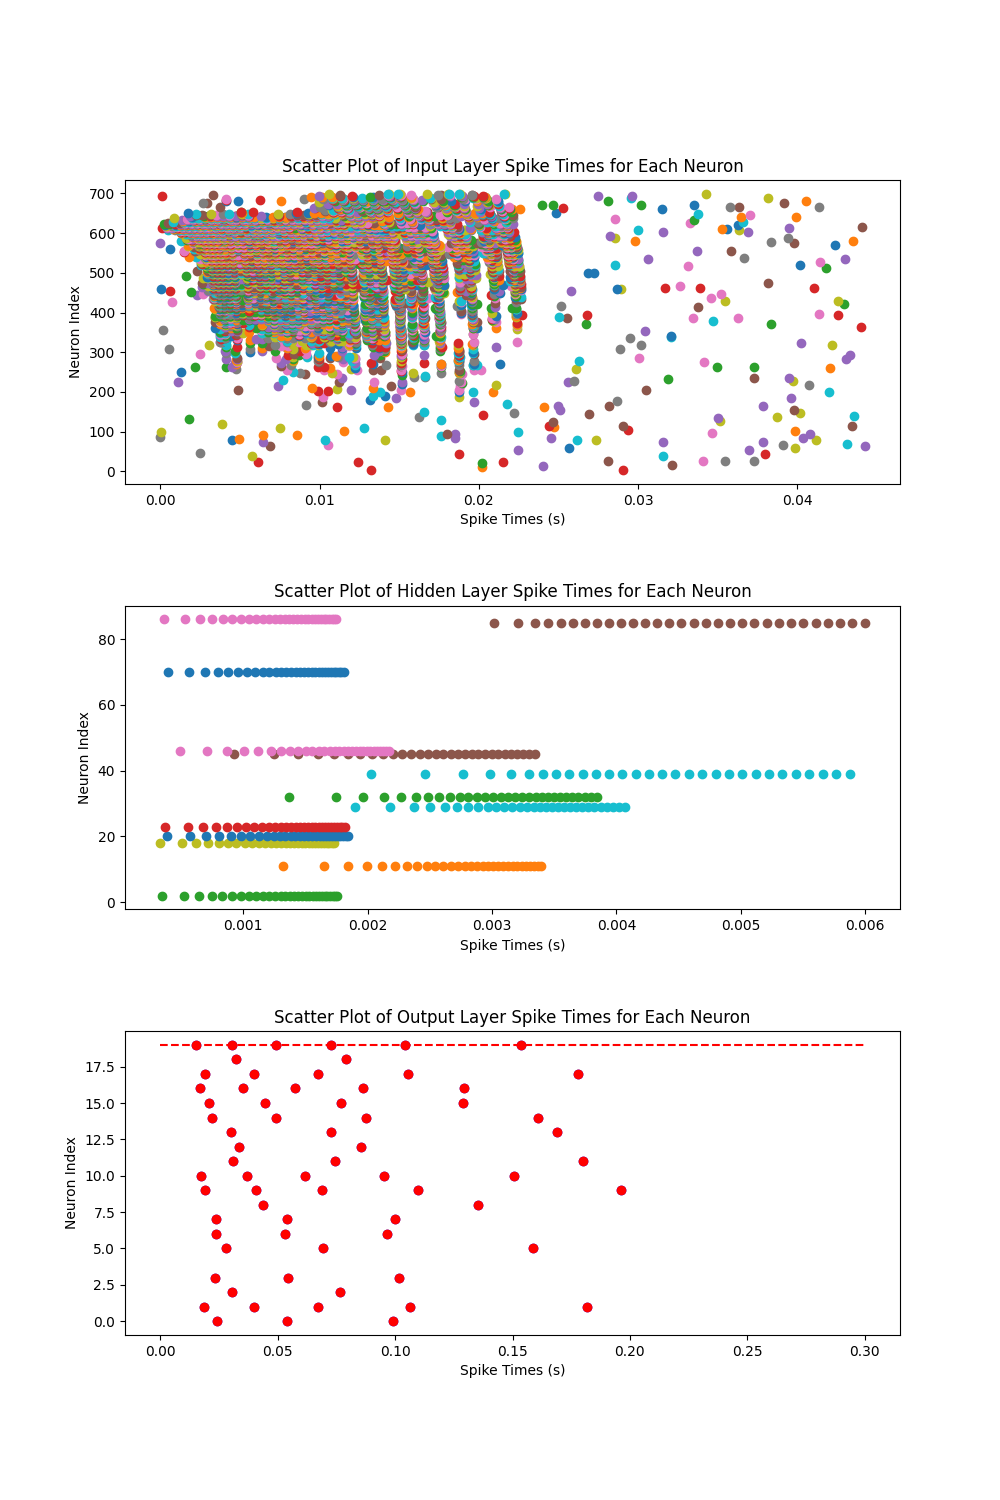 Scatter Plot of Input Layer Spike Times for Each Neuron
700
600
500
400
300
200
100
0
Neuron Index
0.00 0.01 0.02 0.03 0.04
Spike Times (s)
Scatter Plot of Hidden Layer Spike Times for Each Neuron
80
60
40
20
0
Neuron Index
0.001 0.002 0.003 0.004 0.005 0.006
Spike Times (s)
Scatter Plot of Output Layer Spike Times for Each Neuron
17.5
15.0
12.5
10.0
7.5
5.0
2.5
0.0
Neuron Index
0.00 0.05 0.10 0.15 0.20 0.25 0.30
Spike Times (s)